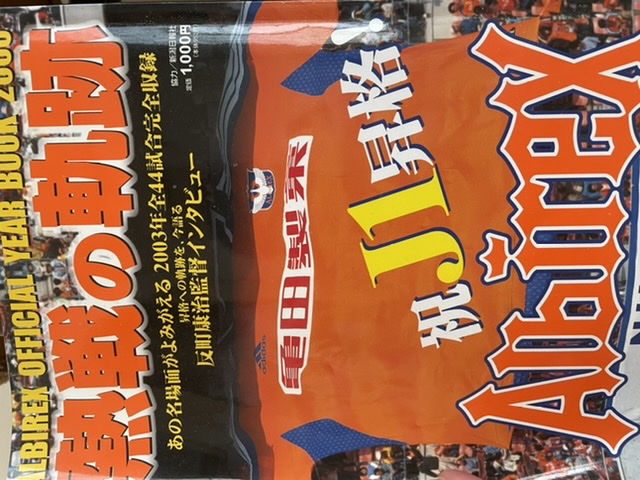 Albirex
祝J1昇格!
亀田製菓
adidas
協力/新潟日報社
定価1,000円
あの名場面がよみがえる 2003年全44試合完全収録
昇格への軌跡を、今語る
反町康治監督インタビュー
熱戦の軌跡
ALBIREX OFFICIAL YEAR BOOK 2003